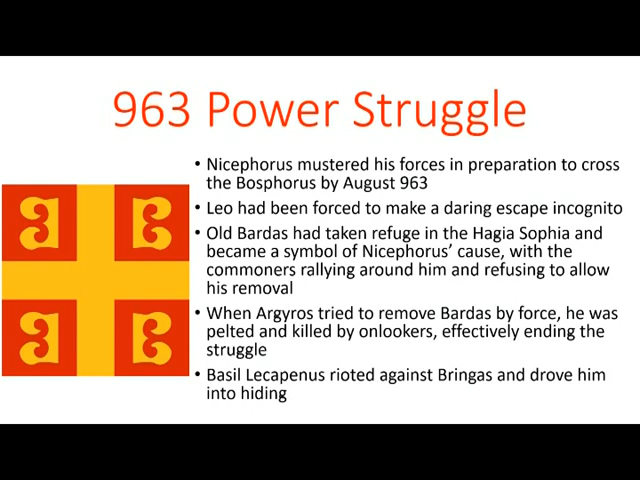 963 Power Struggle
• Nicephorus mustered his forces in preparation to cross
the Bosphorus by August 963
• Leo had been forced to make a daring escape incognito
• Old Bardas had taken refuge in the Hagia Sophia and
became a symbol of Nicephorus' cause, with the
commoners rallying around him and refusing to allow
his removal
• When Argyros tried to remove Bardas by force, he was
pelted and killed by onlookers, effectively ending the
struggle
• Basil Lecapenus rioted against Bringas and drove him
into hiding